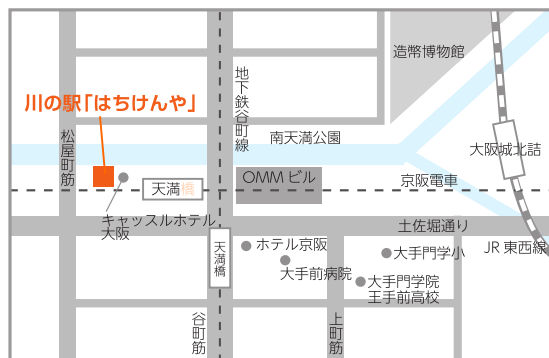 造幣博物館
川の駅「はちけんや」
地下鉄谷町線
松屋町筋
南天満公園
大阪城北詰
天満橋
OMMビル
京阪電車
キャッスルホテル
大阪
土佐堀通り
天満橋
ホテル京阪
大手門学小
JR東西線
大手前病院
大手門学院
王手前高校
谷町筋
上町筋